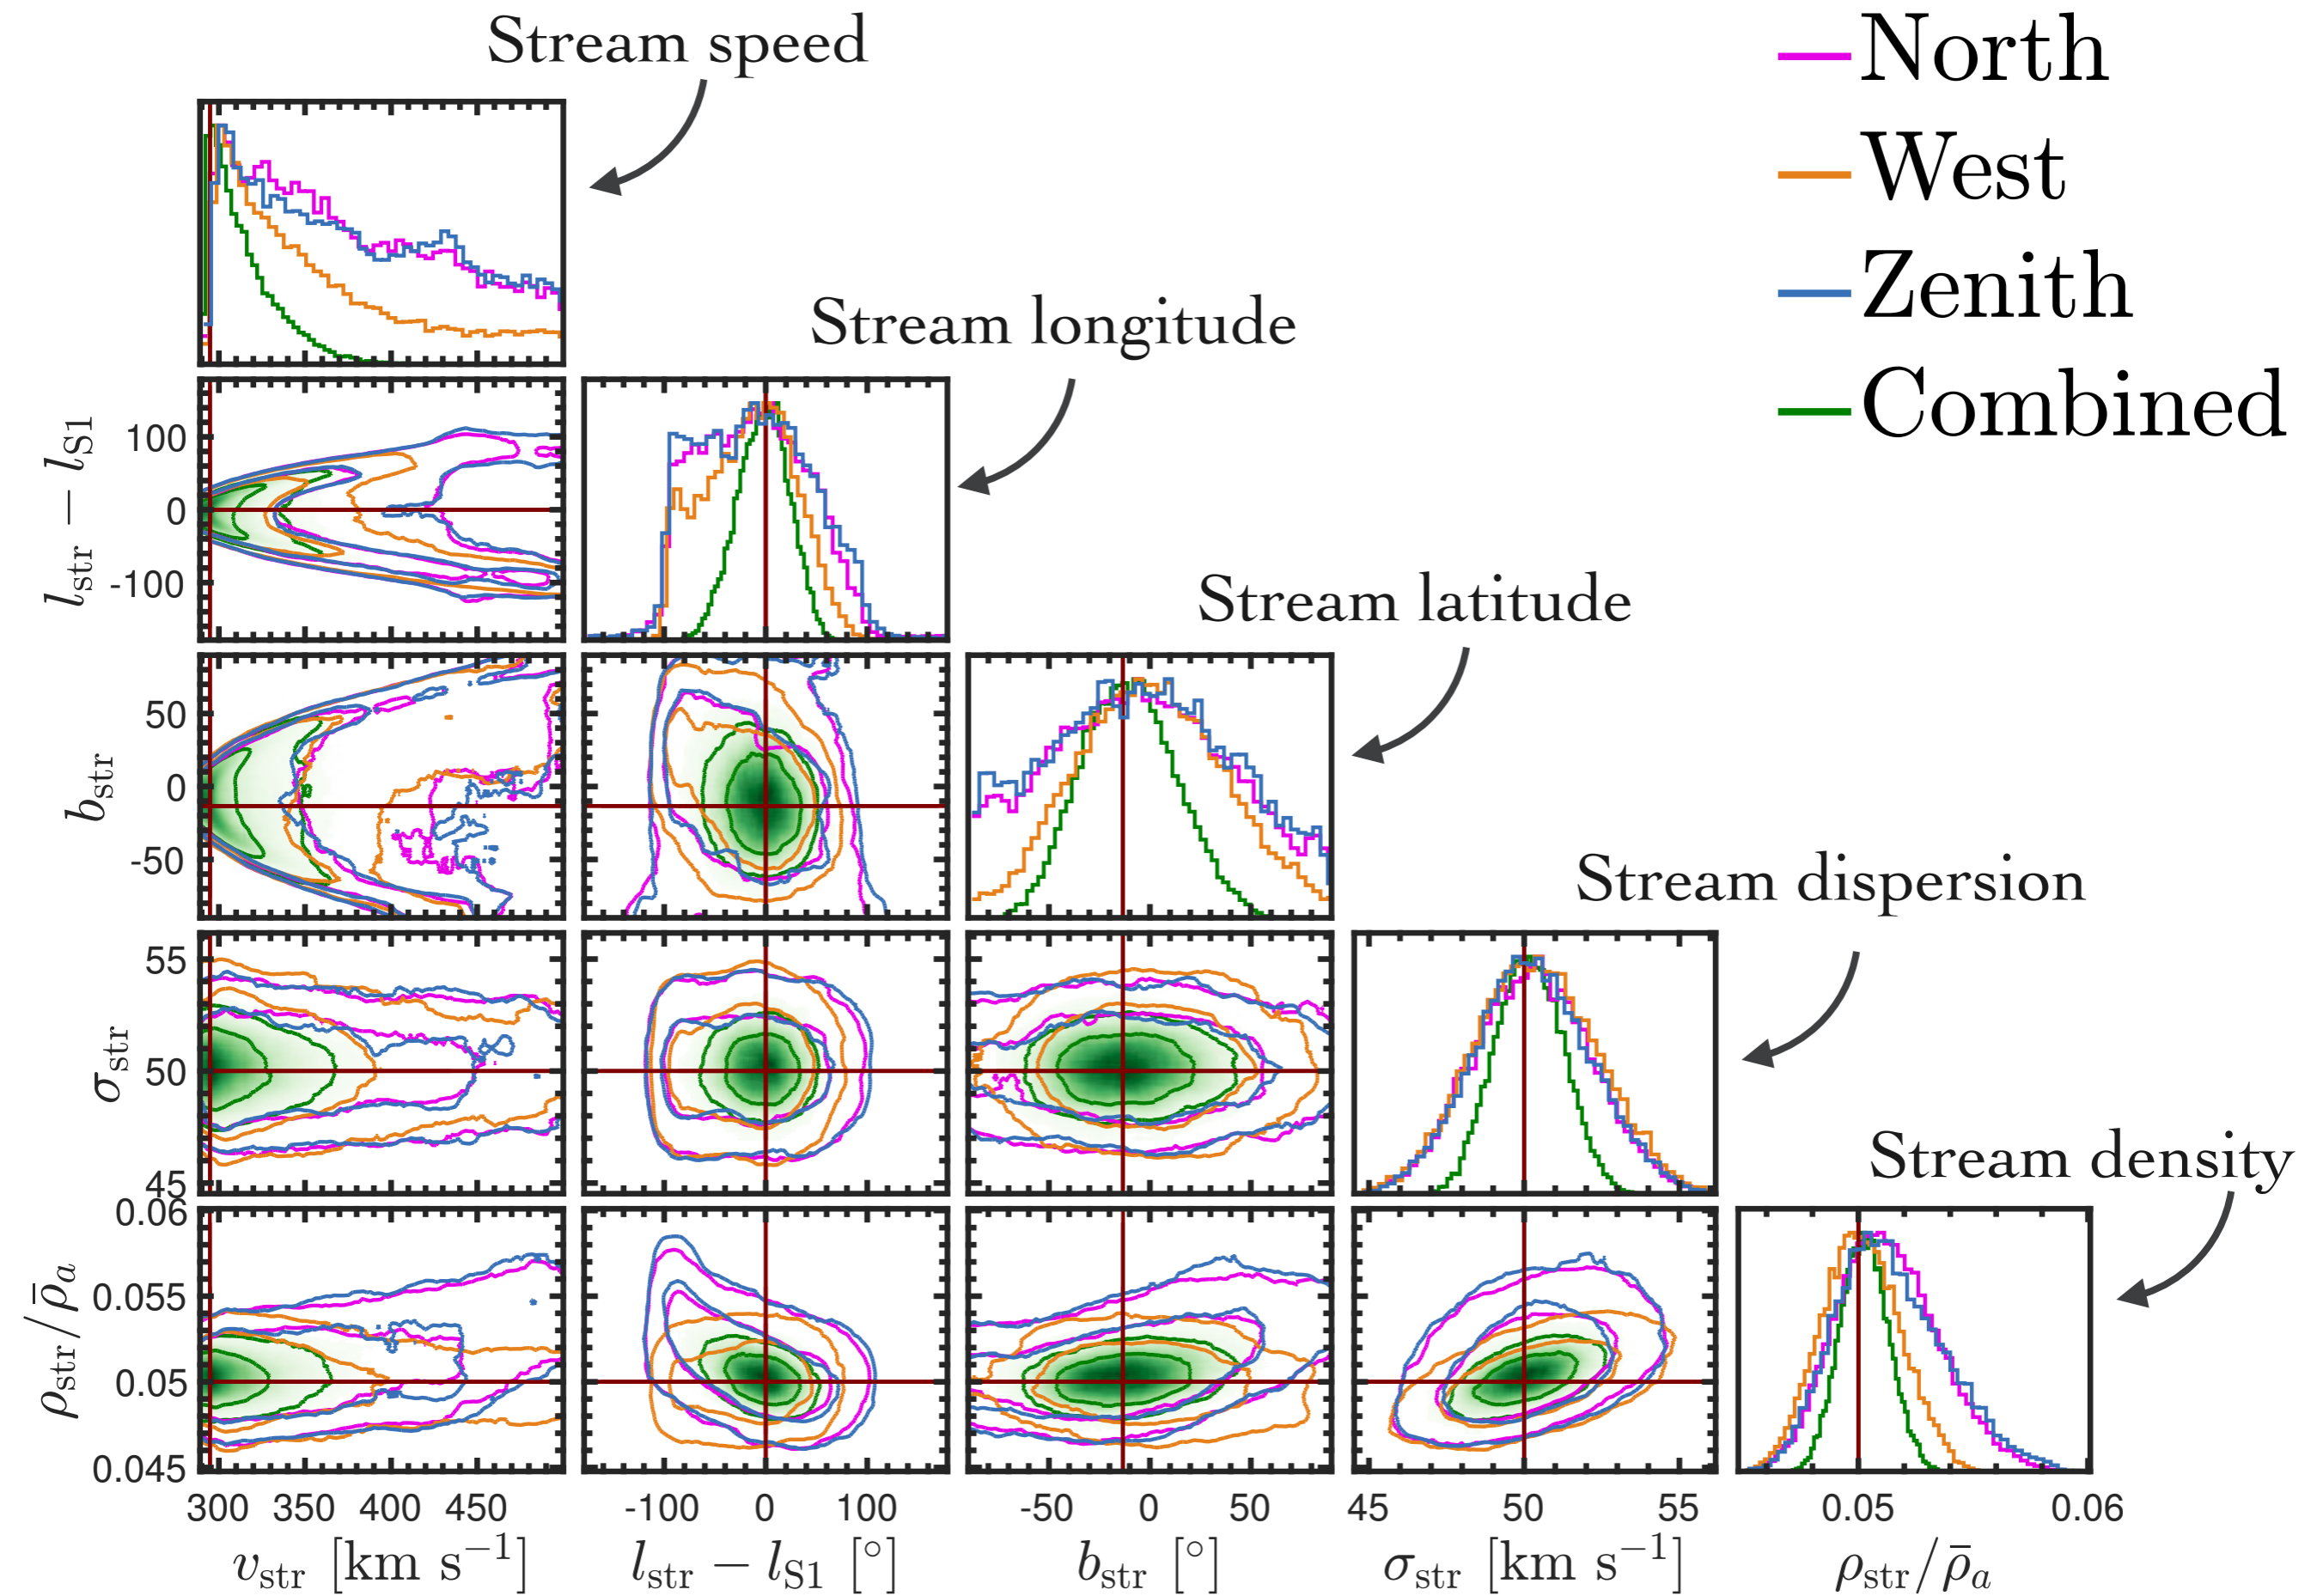 Stream speed
North
West
Zenith
Combined
Stream longitude
Stream latitude
Stream dispersion
Stream density
l_str − l_S1
100
0
-100
b_str
50
0
-50
σ_str
55
50
45
ρ_str/ρ̄_a
0.06
0.055
0.05
0.045
300 350 400 450
-100 0 100
-50 0 50
45 50 55
0.05 0.06
v_str [km s⁻¹]
l_str − l_S1 [°]
b_str [°]
σ_str [km s⁻¹]
ρ_str/ρ̄_a